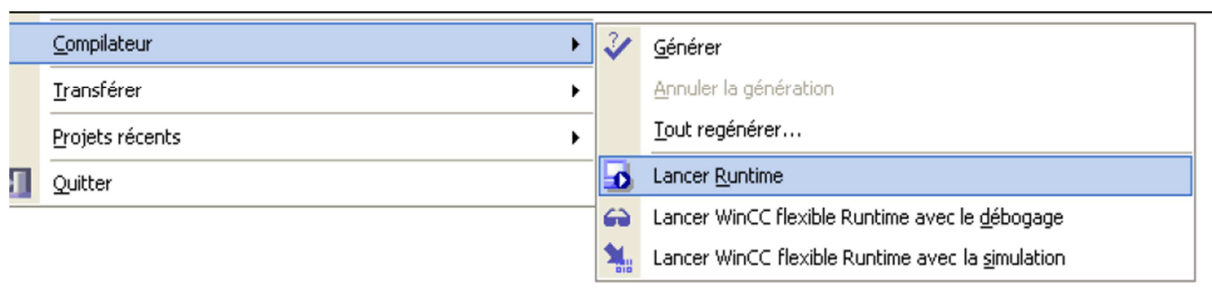 Compilateur
Transférer
Projets récents
Quitter
Générer
Annuler la génération
Tout regénérer...
Lancer Runtime
Lancer WinCC flexible Runtime avec le débogage
Lancer WinCC flexible Runtime avec la simulation